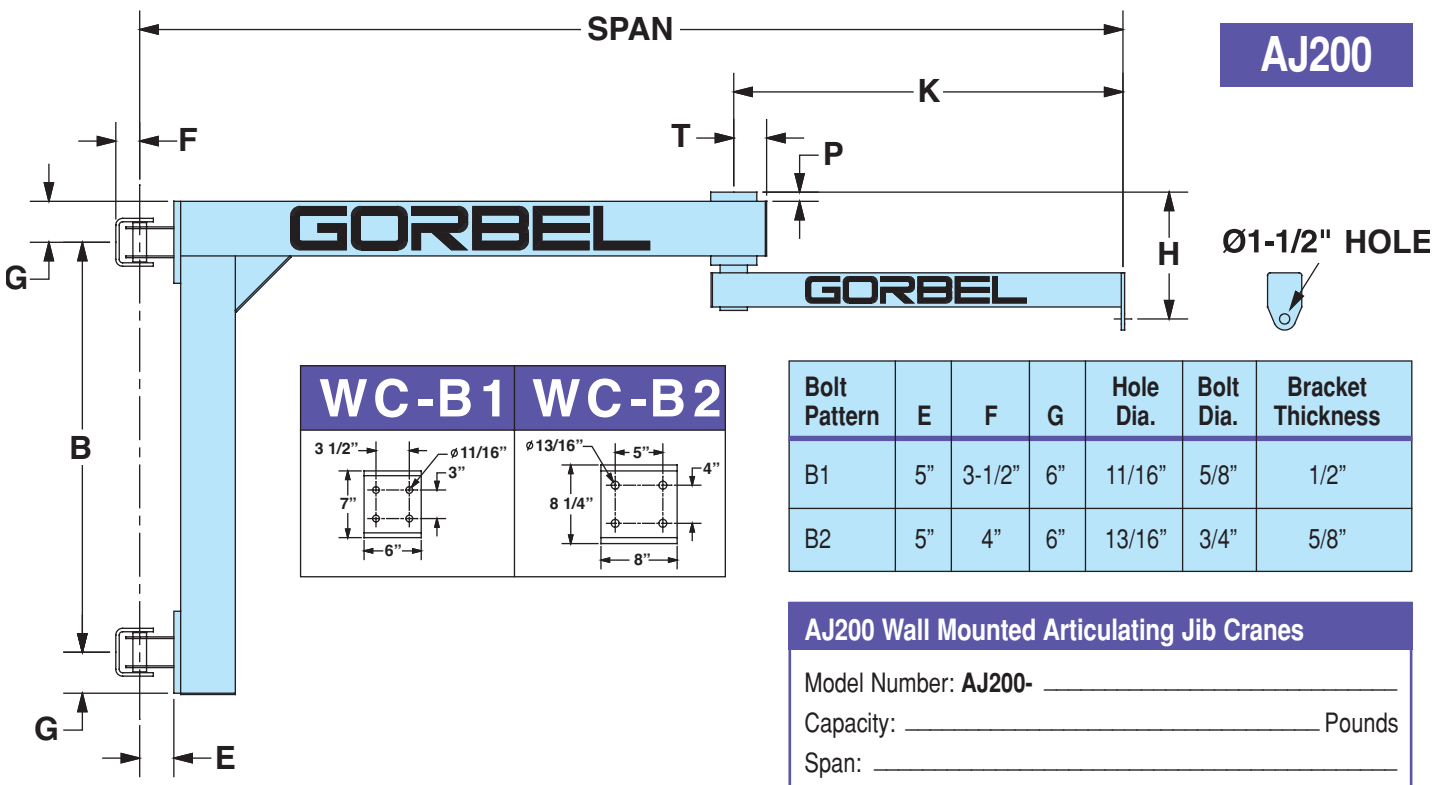 SPAN
AJ200
K
F
T
P
GORBEL
G
H
Ø1-1/2" HOLE
GORBEL
B
WC-B1 WC-B2
3 1/2”
ø11/16”
3”
7”
6”
ø13/16”
5”
4”
8 1/4”
8”
Bolt Pattern E F G Hole Dia. Bolt Dia. Bracket Thickness
B1 5” 3-1/2” 6” 11/16” 5/8” 1/2”
B2 5” 4” 6” 13/16” 3/4” 5/8”
G
E
AJ200 Wall Mounted Articulating Jib Cranes
Model Number: AJ200-
Capacity: Pounds
Span: